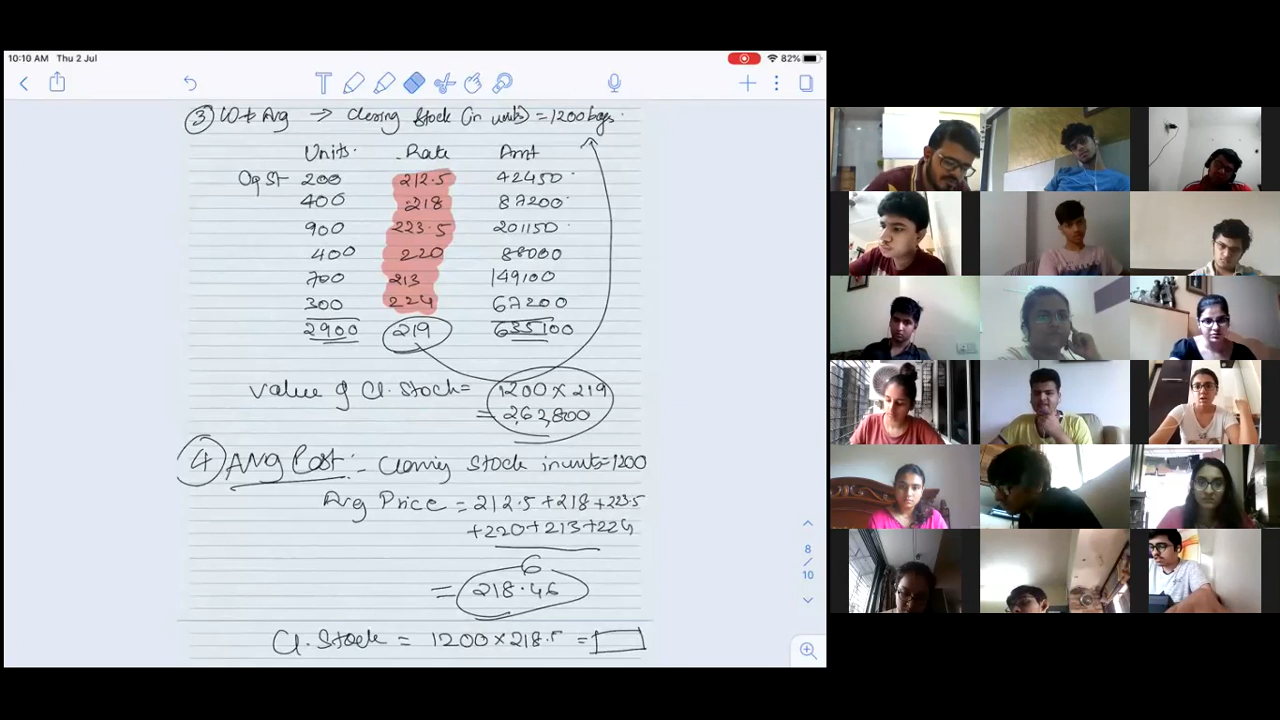 10:10 AM Thu 2 Jul
82%
③ Wt Avg → Closing Stock (in units) = 1200 bags.
Units. Rate Amt
Og St 200 212.5 42450
400 218 87200
900 223.5 201150
400 220 88000
700 213 149100
300 224 67200
2900 219 635100
Value of Cl. Stock = 1200 × 219
= 2,62,800
④ Avg Cost: - Closing Stock in units = 1200
Avg Price = 212.5 + 218 + 223.5
+ 220 + 213 + 224
6
= 218.46
Cl. Stock = 1200 × 218.5 =
8
/
10